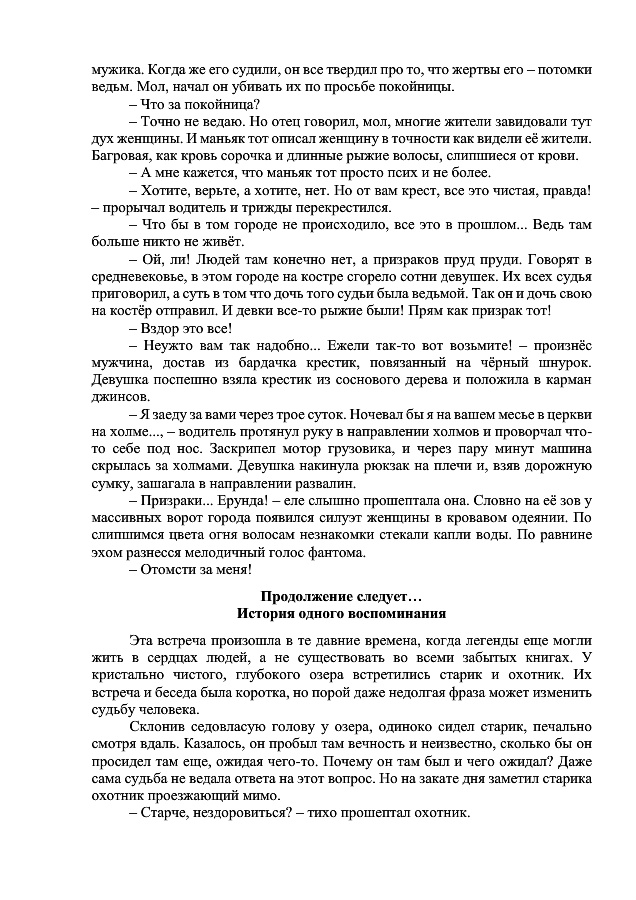 мужика. Когда же его судили, он все твердил про то, что жертвы его – потомки
ведьм. Мол, начал он убивать их по просьбе покойницы.
– Что за покойница?
– Точно не ведаю. Но отец говорил, мол, многие жители завидовали тут
дух женщины. И маньяк тот описал женщину в точности как видели её жители.
Багровая, как кровь сорочка и длинные рыжие волосы, слипшиеся от крови.
– А мне кажется, что маньяк тот просто псих и не более.
– Хотите, верьте, а хотите, нет. Но от вам крест, все это чистая, правда!
– прорычал водитель и трижды перекрестился.
– Что бы в том городе не происходило, все это в прошлом... Ведь там
больше никто не живёт.
– Ой, ли! Людей там конечно нет, а призраков пруд пруди. Говорят в
средневековье, в этом городе на костре сгорело сотни девушек. Их всех судья
приговорил, а суть в том что дочь того судьи была ведьмой. Так он и дочь свою
на костёр отправил. И девки все-то рыжие были! Прям как призрак тот!
– Вздор это все!
– Неужто вам так надобно... Ежели так-то вот возьмите! – произнёс
мужчина, достав из бардачка крестик, повязанный на чёрный шнурок.
Девушка поспешно взяла крестик из соснового дерева и положила в карман
джинсов.
– Я заеду за вами через трое суток. Ночевал бы я на вашем месье в церкви
на холме..., – водитель протянул руку в направлении холмов и проворчал что-
то себе под нос. Заскрипел мотор грузовика, и через пару минут машина
скрылась за холмами. Девушка накинула рюкзак на плечи и, взяв дорожную
сумку, зашагала в направлении развалин.
– Призраки... Ерунда! – еле слышно прошептала она. Словно на её зов у
массивных ворот города появился силуэт женщины в кровавом одеянии. По
слипшимся цвета огня волосам незнакомки стекали капли воды. По равнине
эхом разнесся мелодичный голос фантома.
– Отомсти за меня!
Продолжение следует…
История одного воспоминания
Эта встреча произошла в те давние времена, когда легенды еще могли
жить в сердцах людей, а не существовать во всеми забытых книгах. У
кристально чистого, глубокого озера встретились старик и охотник. Их
встреча и беседа была коротка, но порой даже недолгая фраза может изменить
судьбу человека.
Склонив седовласую голову у озера, одиноко сидел старик, печально
смотря вдаль. Казалось, он пробыл там вечность и неизвестно, сколько бы он
просидел там еще, ожидая чего-то. Почему он там был и чего ожидал? Даже
сама судьба не ведала ответа на этот вопрос. Но на закате дня заметил старика
охотник проезжающий мимо.
– Старче, нездоровиться? – тихо прошептал охотник.